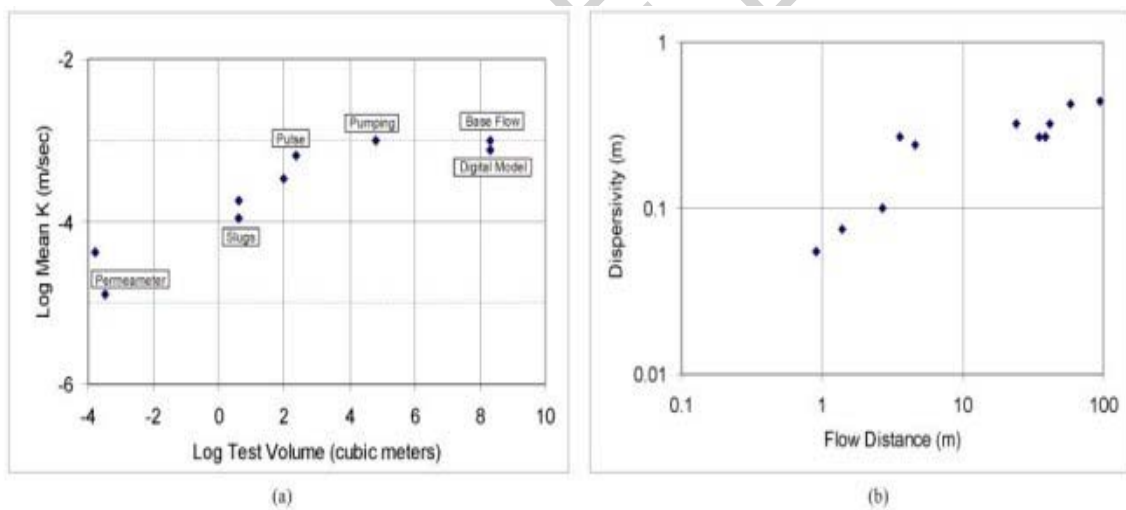 -2
-4
-6
Log Mean K (m/sec)
Pumping
Base Flow
Pulse
Digital Model
Slugs
Permeameter
-4 -2 0 2 4 6 8 10
Log Test Volume (cubic meters)
(a)
1
0.1
0.01
Dispersivity (m)
0.1 1 10 100
Flow Distance (m)
(b)